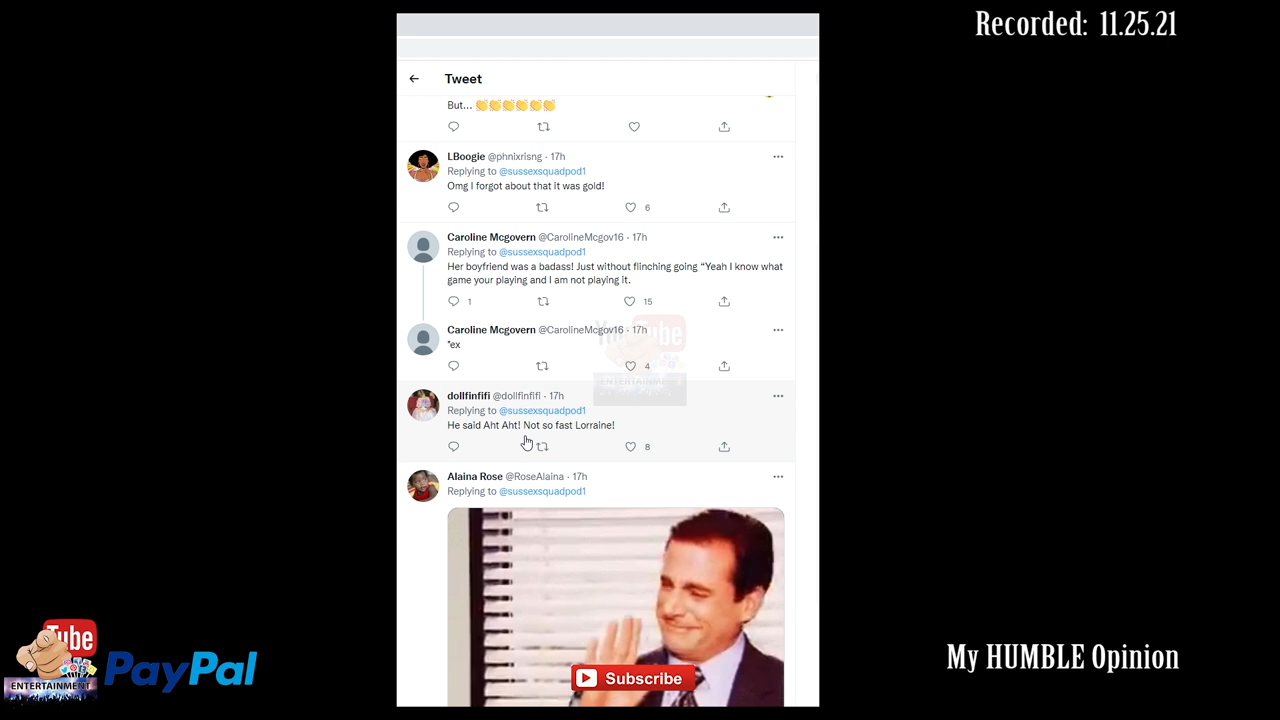 Recorded: 11.25.21
Tweet
But... 👏👏👏👏👏👏
LBoogie @phnixrisng · 17h
Replying to @sussexsquadpod1
Omg I forgot about that it was gold!
6
Caroline Mcgovern @CarolineMcgov16 · 17h
Replying to @sussexsquadpod1
Her boyfriend was a badass! Just without flinching going “Yeah I know what
game your playing and I am not playing it.
1 15
Caroline Mcgovern @CarolineMcgov16 · 17h
*ex
4
dollfinfifi @dollfinfifi · 17h
Replying to @sussexsquadpod1
He said Aht Aht! Not so fast Lorraine!
8
Alaina Rose @RoseAlaina · 17h
Replying to @sussexsquadpod1
Subscribe
Tube
ENTERTAINMENT
PayPal
My HUMBLE Opinion